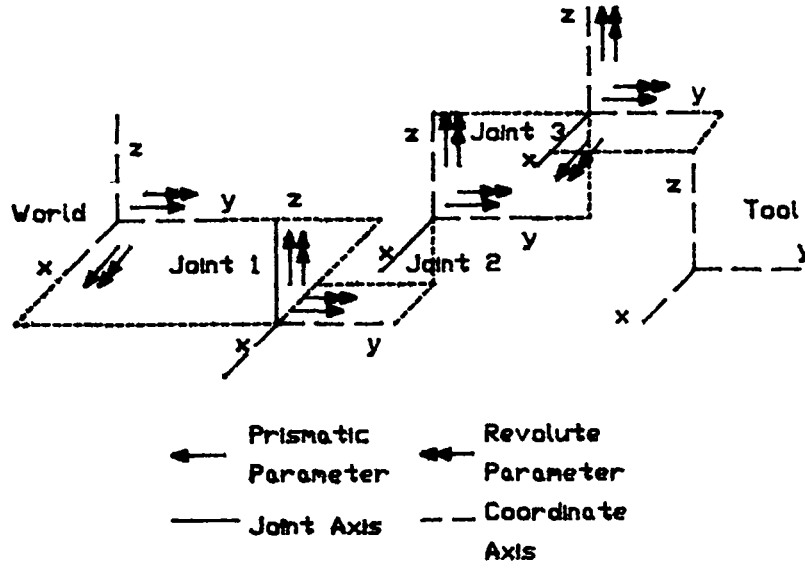 z
z
y
Joint 3
z
x
z
World
y
z
z
Tool
x
Joint 1
x
Joint 2
y
y
x
x
y
Prismatic
Parameter
Revolute
Parameter
Joint Axis
Coordinate
Axis